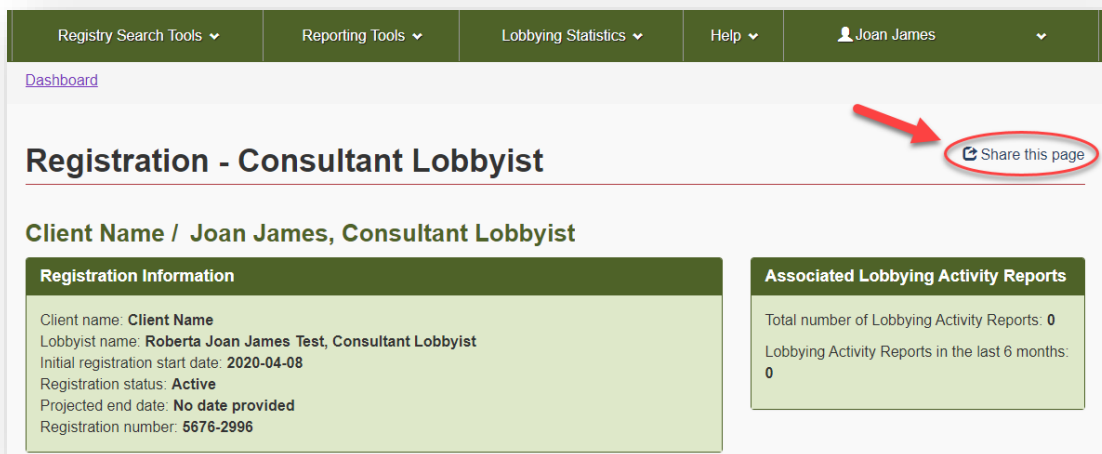 Registry Search Tools
Reporting Tools
Lobbying Statistics
Help
Joan James
Dashboard
Registration - Consultant Lobbyist
Share this page
Client Name / Joan James, Consultant Lobbyist
Registration Information
Client name: Client Name
Lobbyist name: Roberta Joan James Test, Consultant Lobbyist
Initial registration start date: 2020-04-08
Registration status: Active
Projected end date: No date provided
Registration number: 5676-2996
Associated Lobbying Activity Reports
Total number of Lobbying Activity Reports: 0
Lobbying Activity Reports in the last 6 months:
0